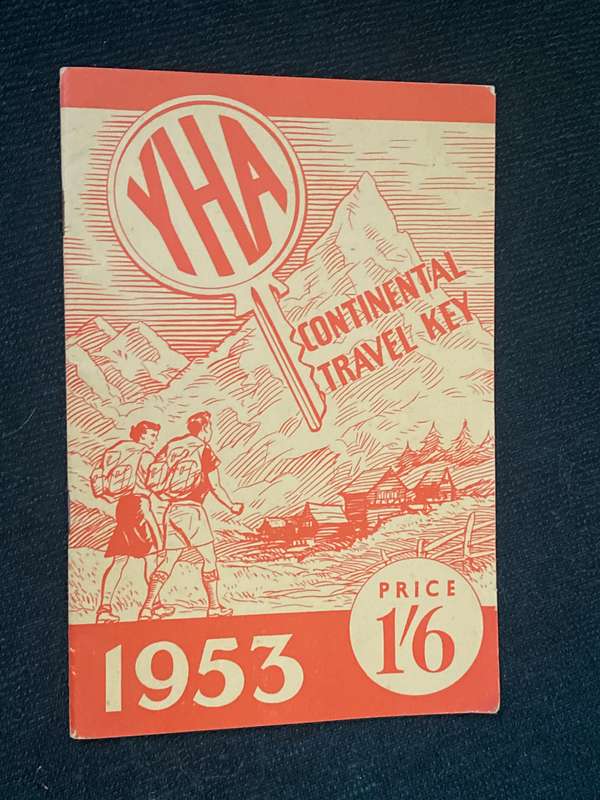 YHA
CONTINENTAL
TRAVEL KEY
PRICE
1'/6
1953